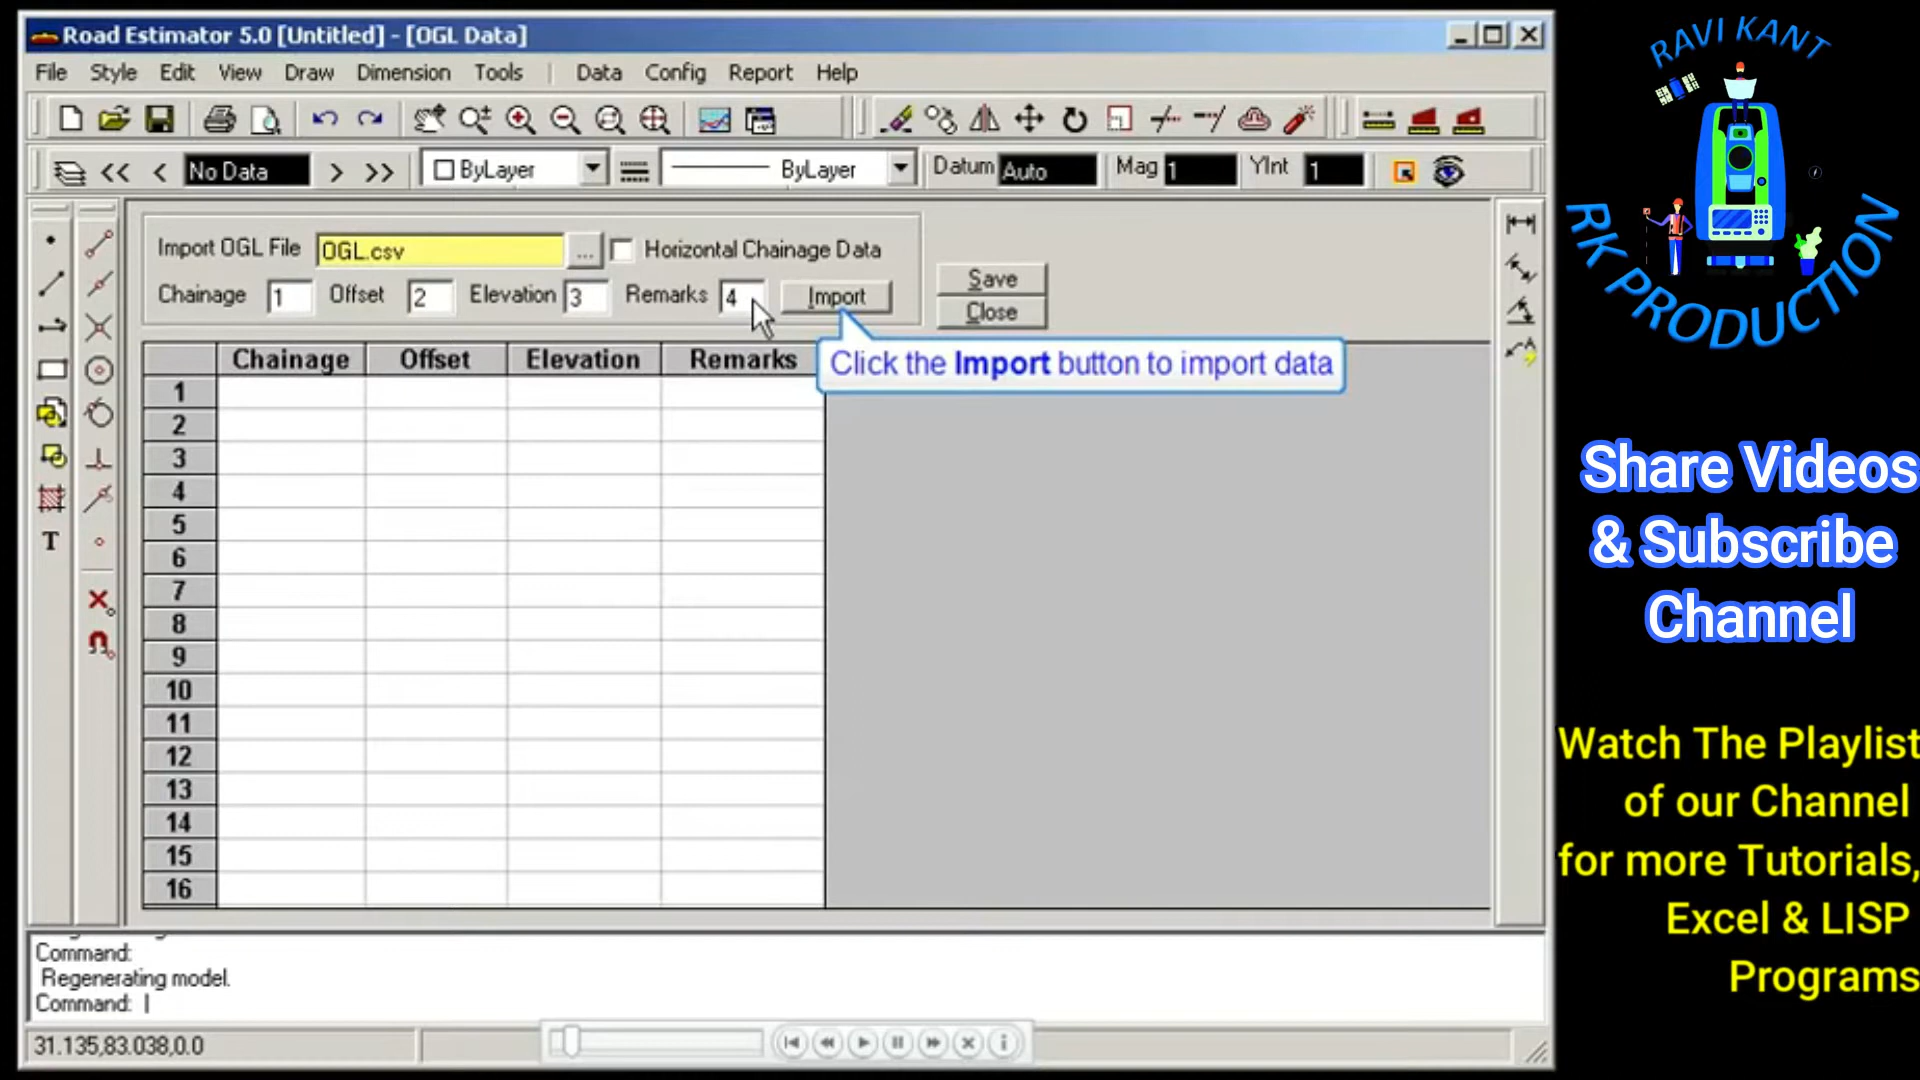 Road Estimator 5.0 [Untitled] - [OGL Data]
File Style Edit View Draw Dimension Tools Data Config Report Help
<< < No Data > >> ByLayer ByLayer Datum Auto Mag 1 YInt 1
Import OGL File OGL.csv ... Horizontal Chainage Data
Chainage 1 Offset 2 Elevation 3 Remarks 4 Import
Save
Close
Click the Import button to import data
Chainage Offset Elevation Remarks
1
2
3
4
5
6
7
8
9
10
11
12
13
14
15
16
T
Command:
Regenerating model.
Command:
31.135,83.038,0.0
RAVI KANT
RK PRODUCTION
Share Videos
& Subscribe
Channel
Watch The Playlist
of our Channel
for more Tutorials,
Excel & LISP
Programs